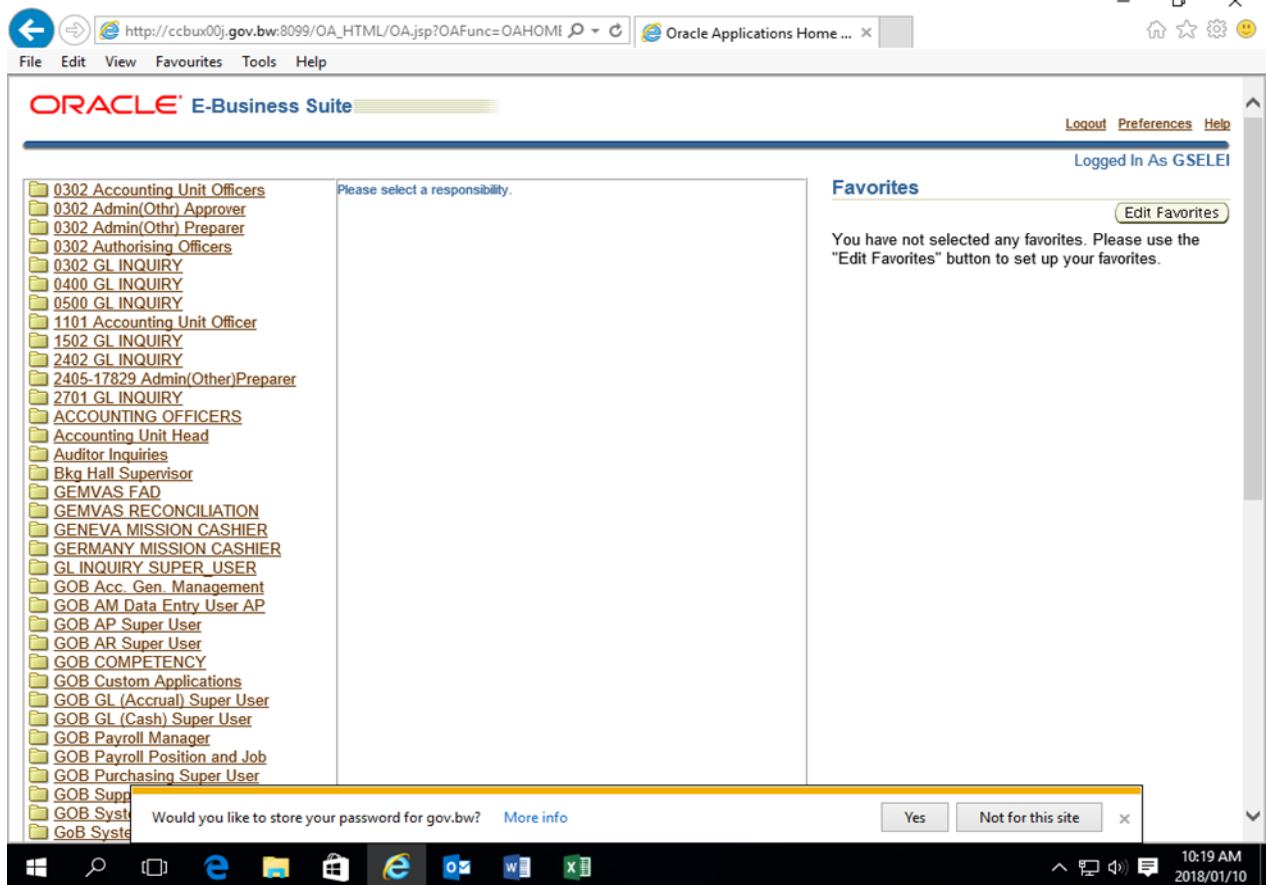 http://ccbux00j.gov.bw:8099/OA_HTML/OA.jsp?OAFunc=OAHOME
Oracle Applications Home ...
File Edit View Favourites Tools Help
ORACLE E-Business Suite
Logout Preferences Help
Logged In As GSELEI
0302 Accounting Unit Officers
0302 Admin(Othr) Approver
0302 Admin(Othr) Preparer
0302 Authorising Officers
0302 GL INQUIRY
0400 GL INQUIRY
0500 GL INQUIRY
1101 Accounting Unit Officer
1502 GL INQUIRY
2402 GL INQUIRY
2405-17829 Admin(Other)Preparer
2701 GL INQUIRY
ACCOUNTING OFFICERS
Accounting Unit Head
Auditor Inquiries
Bkg Hall Supervisor
GEMVAS FAD
GEMVAS RECONCILIATION
GENEVA MISSION CASHIER
GERMANY MISSION CASHIER
GL INQUIRY SUPER_USER
GOB Acc. Gen. Management
GOB AM Data Entry User AP
GOB AP Super User
GOB AR Super User
GOB COMPETENCY
GOB Custom Applications
GOB GL (Accrual) Super User
GOB GL (Cash) Super User
GOB Payroll Manager
GOB Payroll Position and Job
GOB Purchasing Super User
GOB Supp
GOB Syst
GoB Syste
Please select a responsibility.
Favorites
Edit Favorites
You have not selected any favorites. Please use the
"Edit Favorites" button to set up your favorites.
Would you like to store your password for gov.bw? More info Yes Not for this site
10:19 AM
2018/01/10